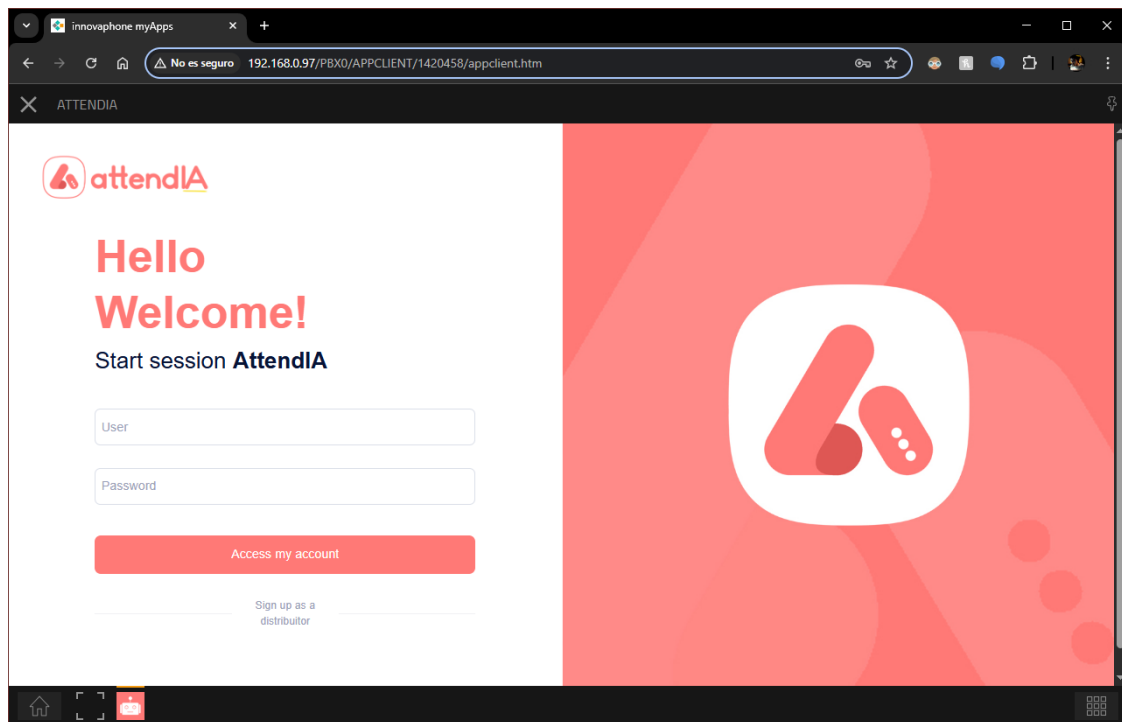 innovaphone myApps
No es seguro
192.168.0.97/PBX0/APPCLIENT/1420458/appclient.htm
ATTENDIA
attendIA
Hello
Welcome!
Start session AttendIA
User
Password
Access my account
Sign up as a
distribuitor